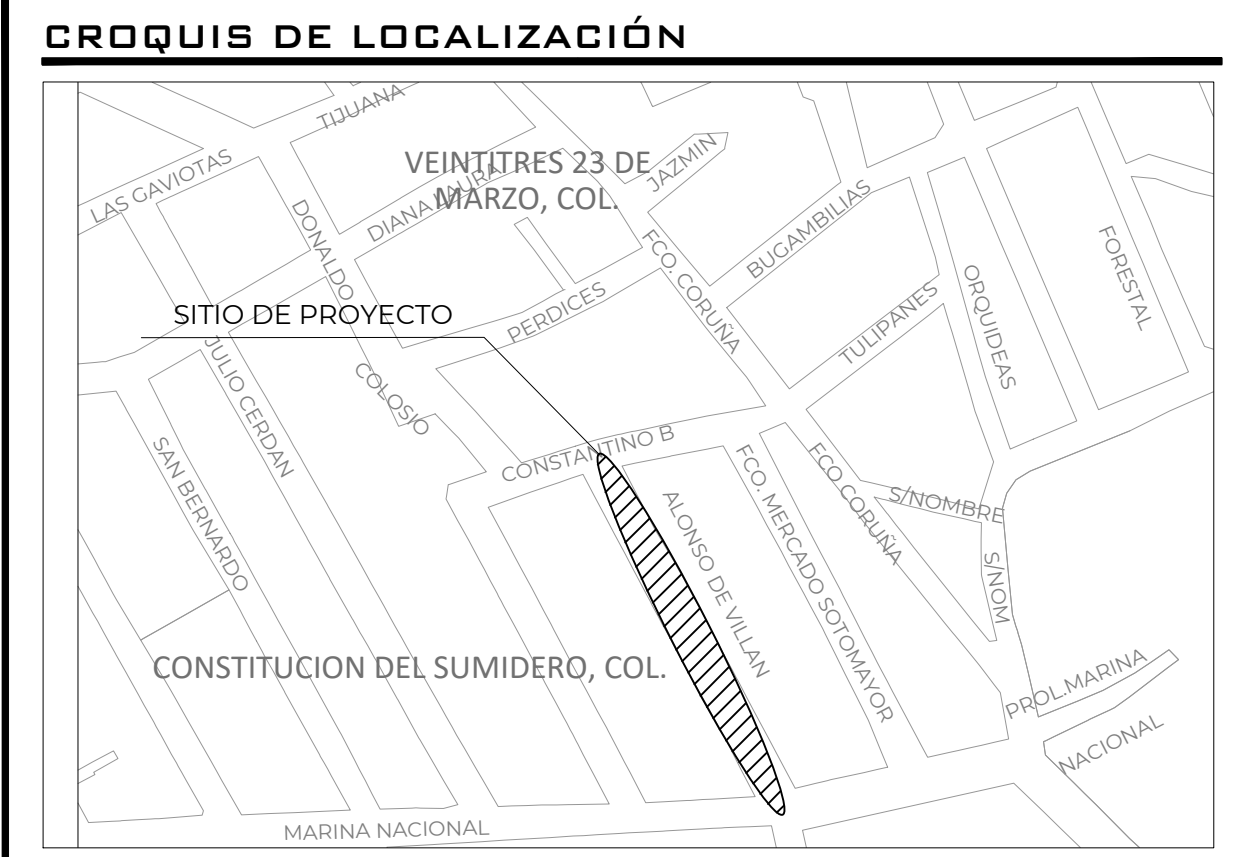 CROQUIS DE LOCALIZACIÓN
TIJUANA
VEINTITRES 23 DE
MARZO, COL.
LAS GAVIOTAS
JAZMIN
DIANA LAURA
BUGAMBILIAS
DONALDO
COLOSIO
FCO. CORUÑA
FORESTAL
ORQUIDEAS
PERDICES
SITIO DE PROYECTO
TULIPANES
JULIO CERDAN
CONSTANTINO B
SAN BERNARDO
FCO. MERCADO SOTOMAYOR
FCO.CORUÑA
S/NOMBRE
ALONSO DE VILLAN
S/NOM
CONSTITUCION DEL SUMIDERO, COL.
PROL.MARINA
NACIONAL
MARINA NACIONAL